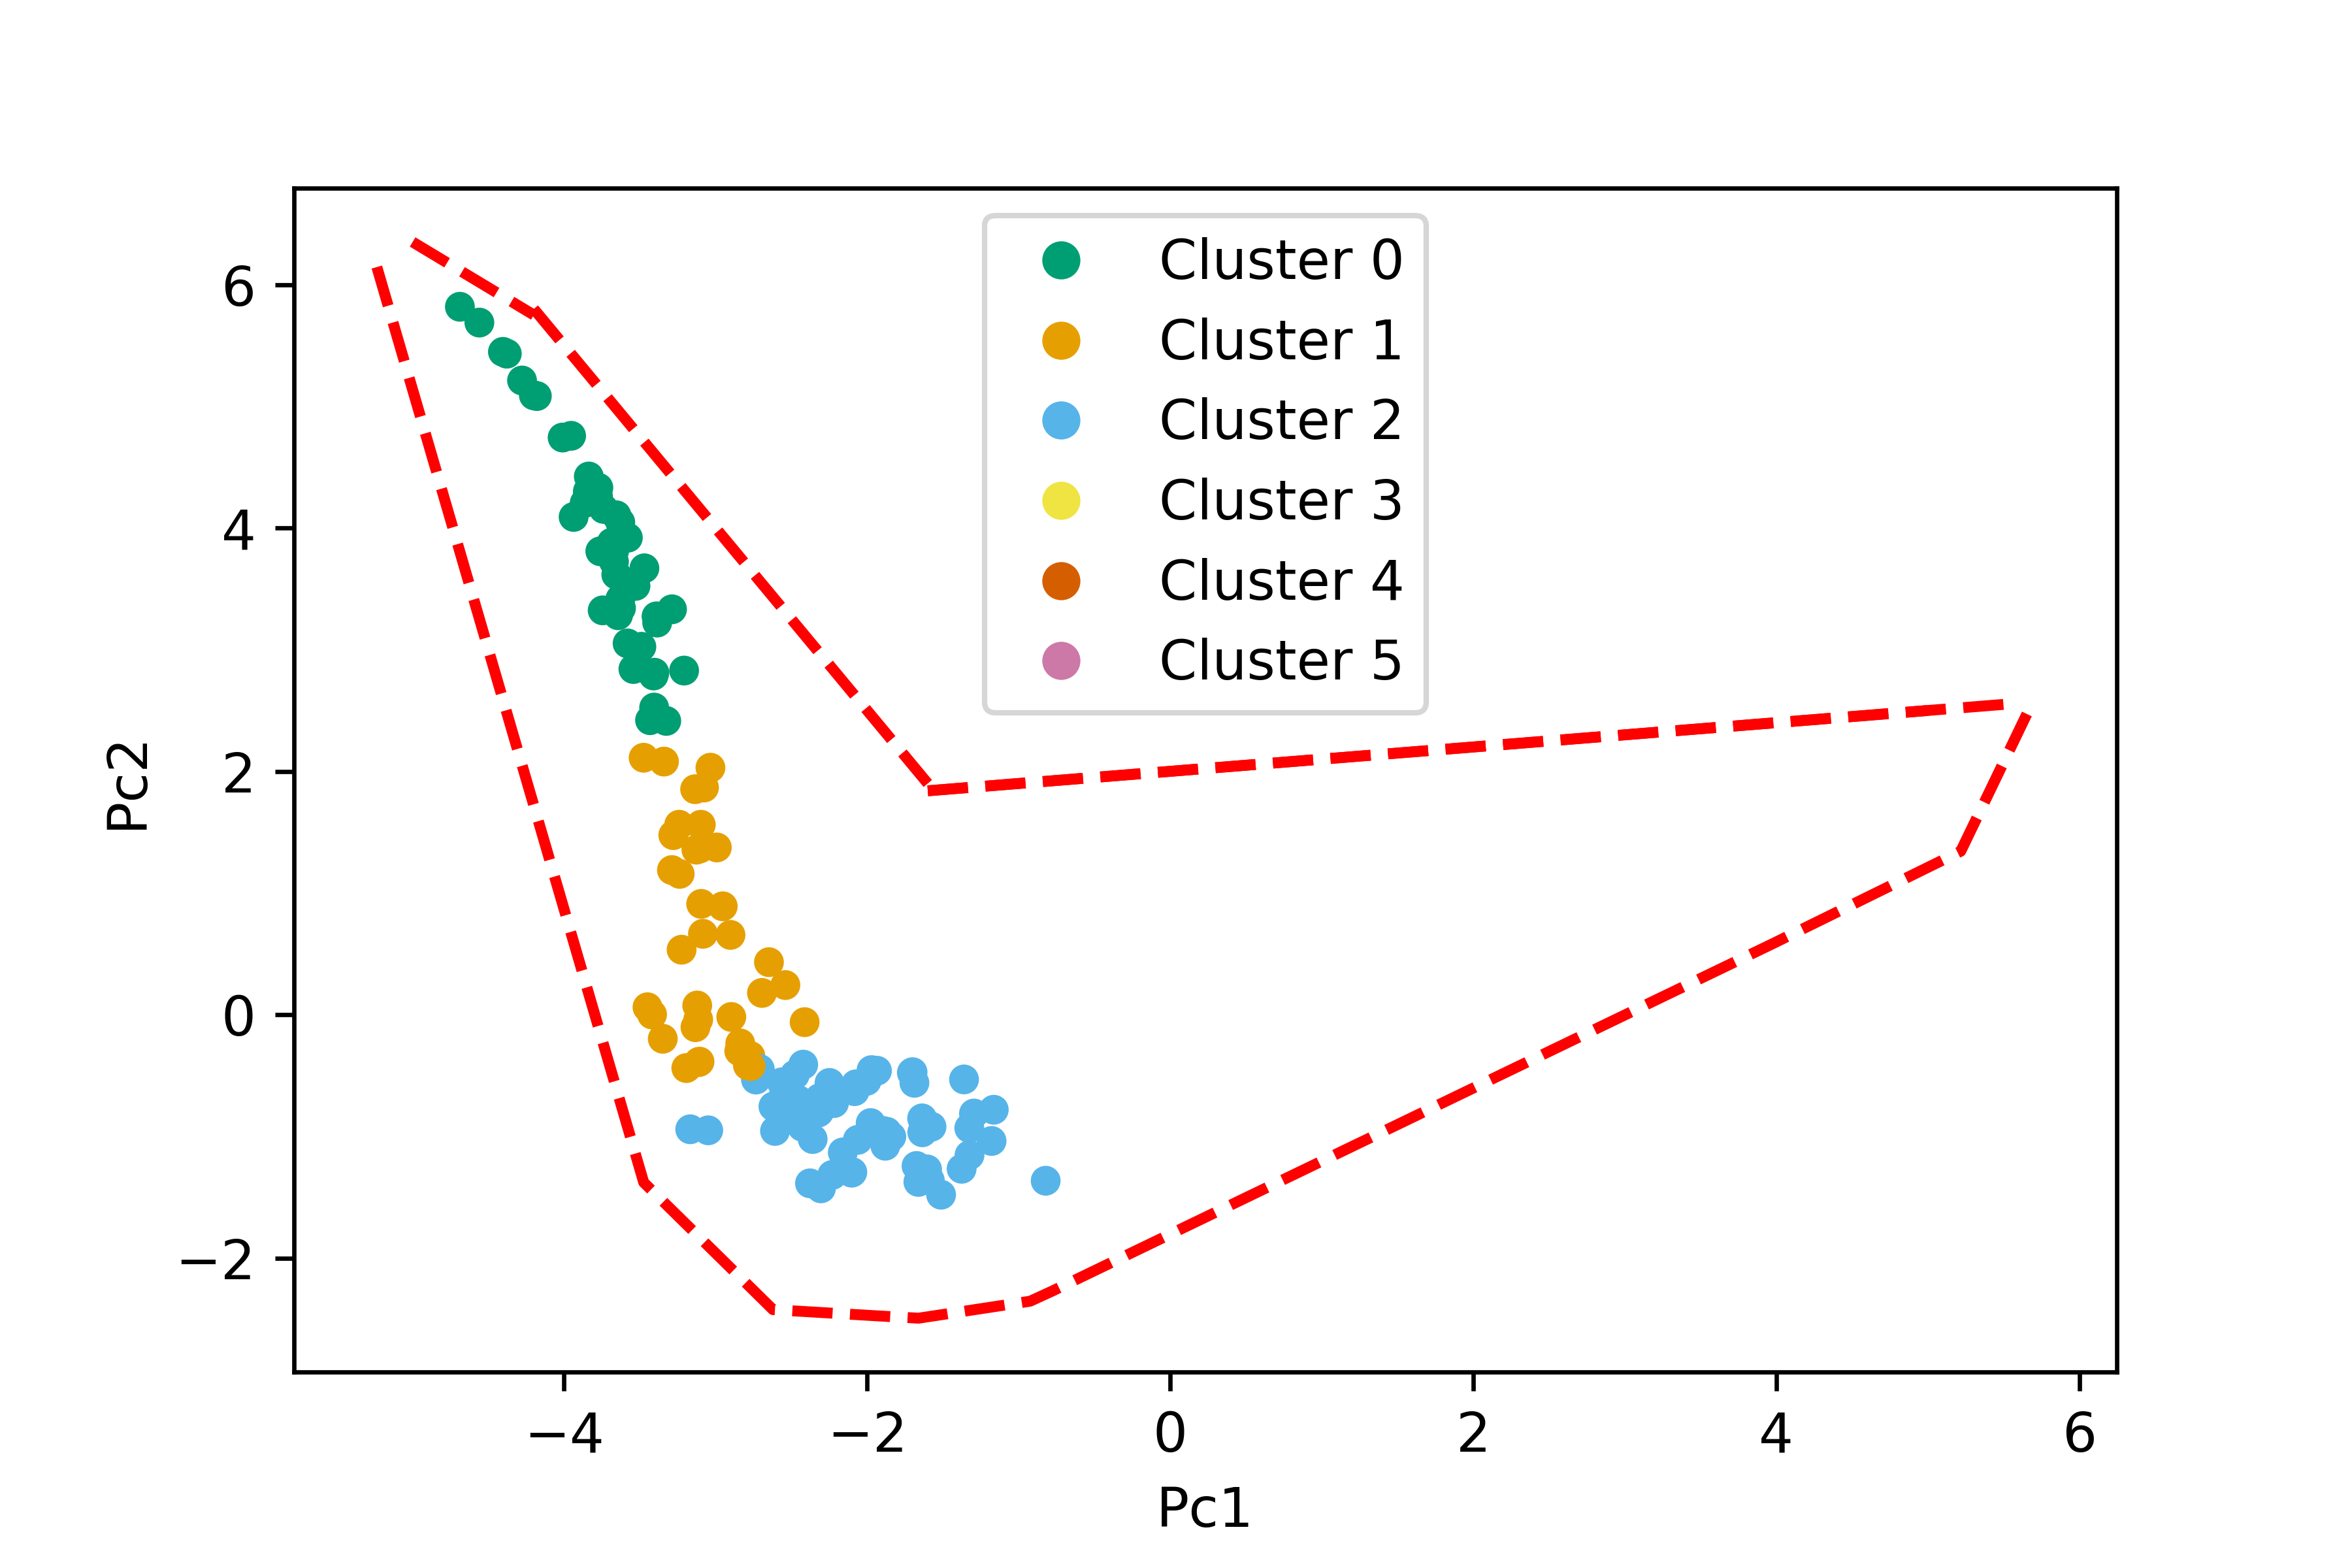 Cluster 0
Cluster 1
Cluster 2
Cluster 3
Cluster 4
Cluster 5
6
4
2
0
−2
Pc2
−4 −2 0 2 4 6
Pc1